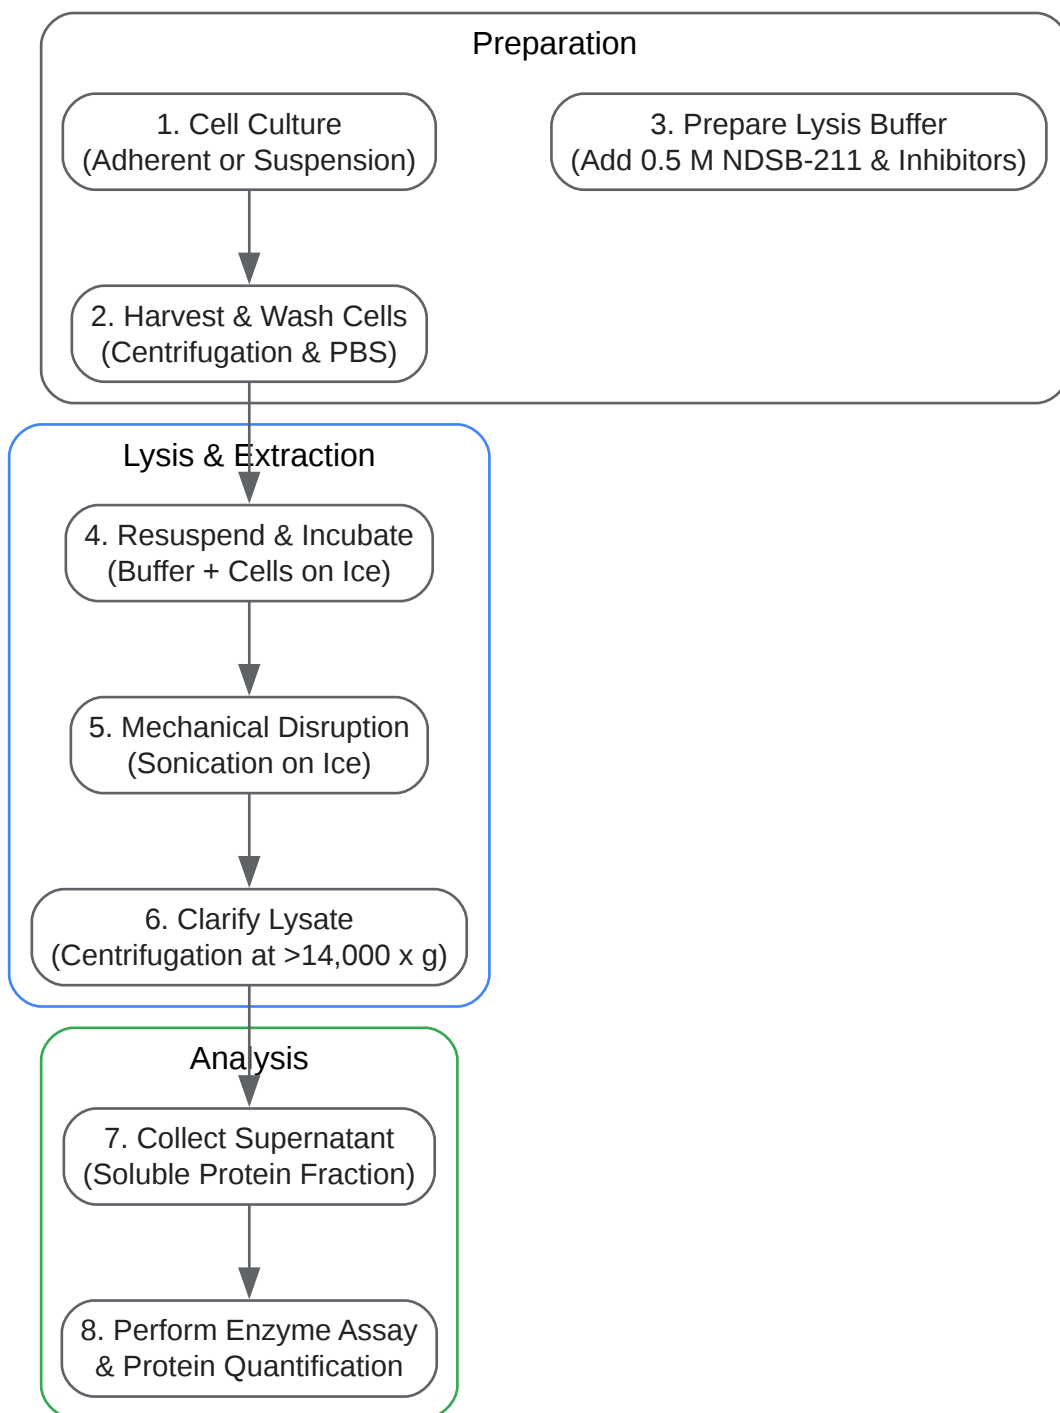 Preparation
1. Cell Culture
(Adherent or Suspension)
3. Prepare Lysis Buffer
(Add 0.5 M NDSB-211 & Inhibitors)
2. Harvest & Wash Cells
(Centrifugation & PBS)
Lysis & Extraction
4. Resuspend & Incubate
(Buffer + Cells on Ice)
5. Mechanical Disruption
(Sonication on Ice)
6. Clarify Lysate
(Centrifugation at >14,000 x g)
Analysis
7. Collect Supernatant
(Soluble Protein Fraction)
8. Perform Enzyme Assay
& Protein Quantification